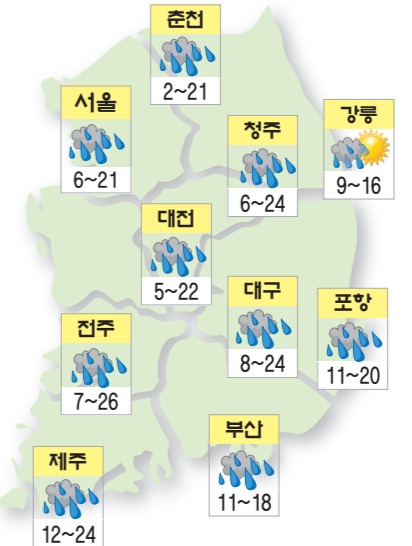 춘천
2~21
서울
6~21
청주
6~24
강릉
9~16
대전
5~22
대구
8~24
포항
11~20
전주
7~26
부산
11~18
제주
12~24